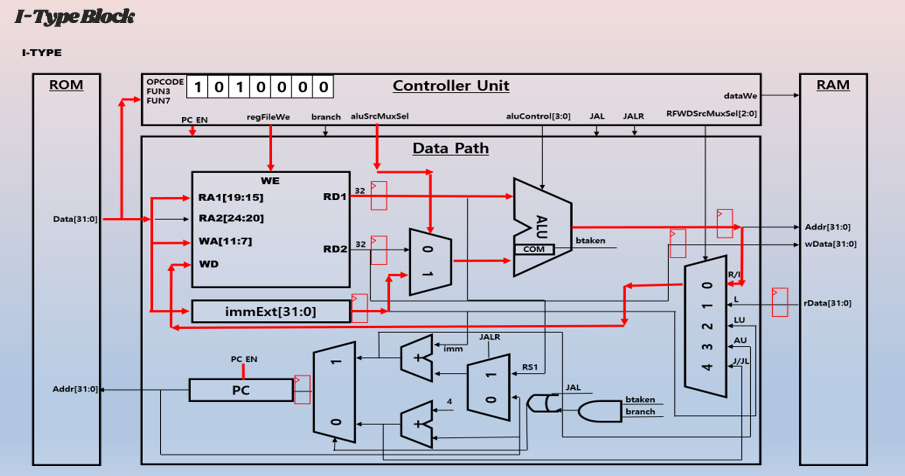 I-Type Block
I-TYPE
ROM
Controller Unit
RAM
OPCODE
FUN3
FUN7
1 0 1 0 0 0 0
dataWe
PC EN
regFileWe
branch
aluSrcMuxSel
aluControl[3:0]
JAL
JALR
RFWDSrcMuxSel[2:0]
Data Path
WE
RA1[19:15]
RD1
32
RA2[24:20]
WA[11:7]
RD2
32
WD
0
1
ALU
COM
btaken
Data[31:0]
Addr[31:0]
wData[31:0]
rData[31:0]
immExt[31:0]
R/I
L
LU
AU
J/JL
0
1
2
3
4
JALR
imm
+
1
0
RS1
1
0
PC EN
PC
Addr[31:0]
4
+
JAL
btaken
branch